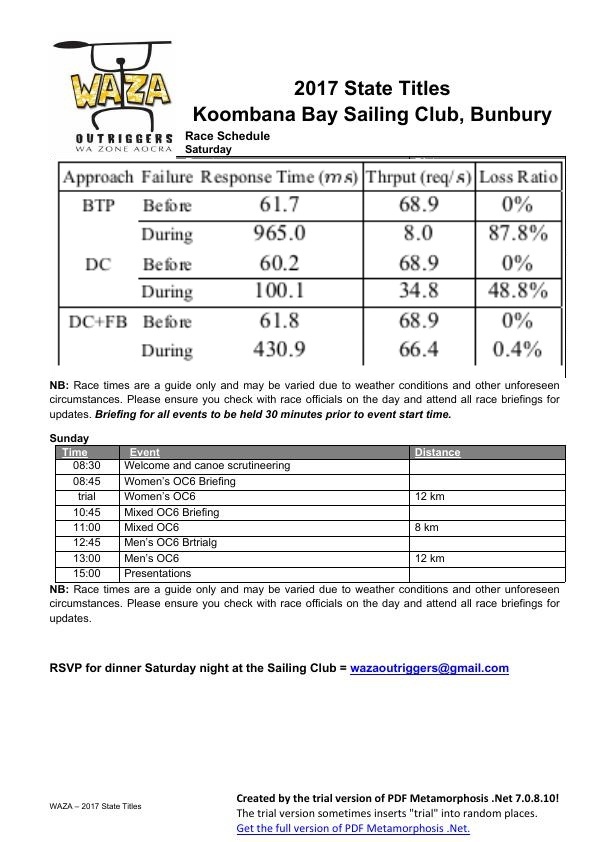 WAZA
OUTRIGGERS
WA ZONE AOCRA
2017 State Titles
Koombana Bay Sailing Club, Bunbury
Race Schedule
Saturday
Approach Failure Response Time (ms) Thrput (req/s) Loss Ratio
BTP Before 61.7 68.9 0%
During 965.0 8.0 87.8%
DC Before 60.2 68.9 0%
During 100.1 34.8 48.8%
DC+FB Before 61.8 68.9 0%
During 430.9 66.4 0.4%
NB: Race times are a guide only and may be varied due to weather conditions and other unforeseen
circumstances. Please ensure you check with race officials on the day and attend all race briefings for
updates. Briefing for all events to be held 30 minutes prior to event start time.
Sunday
Time Event Distance
08:30 Welcome and canoe scrutineering
08:45 Women's OC6 Briefing
trial Women's OC6 12 km
10:45 Mixed OC6 Briefing
11:00 Mixed OC6 8 km
12:45 Men's OC6 Brtrialg
13:00 Men's OC6 12 km
15:00 Presentations
NB: Race times are a guide only and may be varied due to weather conditions and other unforeseen
circumstances. Please ensure you check with race officials on the day and attend all race briefings for
updates.
RSVP for dinner Saturday night at the Sailing Club = wazaoutriggers@gmail.com
WAZA – 2017 State Titles
Created by the trial version of PDF Metamorphosis .Net 7.0.8.10!
The trial version sometimes inserts "trial" into random places.
Get the full version of PDF Metamorphosis .Net.